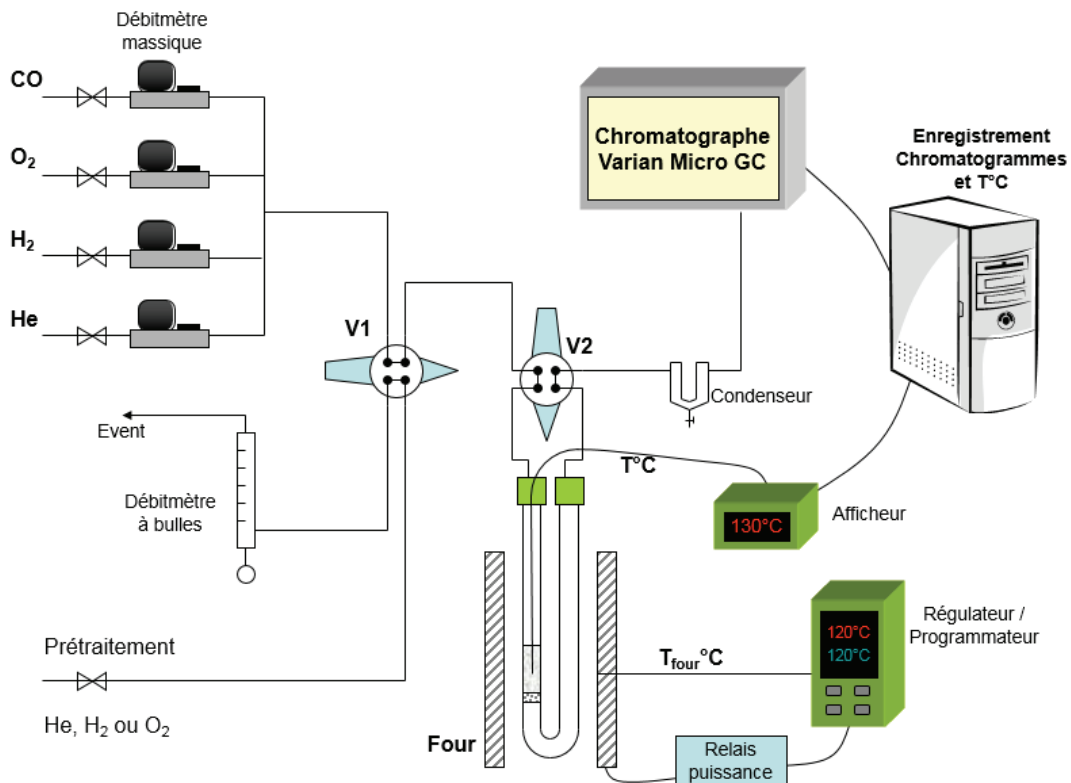 Débitmètre
massique
CO
O₂
H₂
He
Chromatographe
Varian Micro GC
Enregistrement
Chromatogrammes
et T°C
V1
V2
Condenseur
Event
Débitmètre
à bulles
T°C
130°C
Afficheur
Prétraitement
He, H₂ ou O₂
Four
T_four°C
120°C
120°C
Régulateur /
Programmateur
Relais
puissance